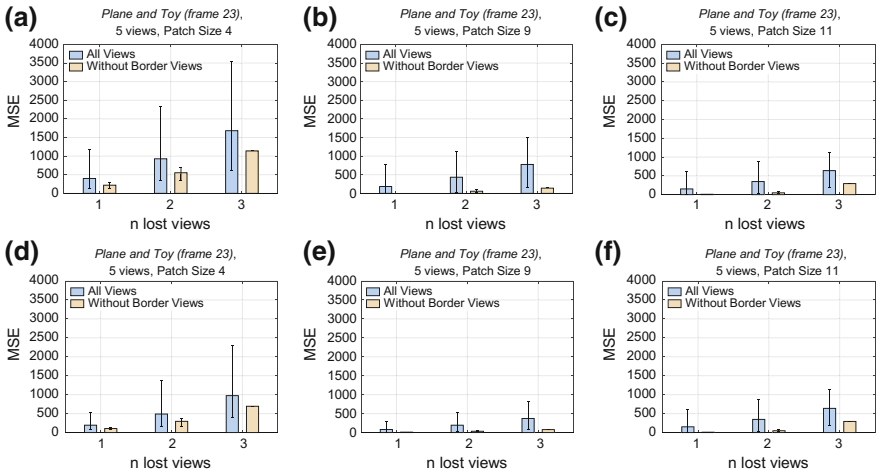 (a)
Plane and Toy (frame 23),
5 views, Patch Size 4
MSE
4000
3500
3000
2500
2000
1500
1000
500
0
All Views
Without Border Views
1 2 3
n lost views
(b)
Plane and Toy (frame 23),
5 views, Patch Size 9
MSE
4000
3500
3000
2500
2000
1500
1000
500
0
All Views
Without Border Views
1 2 3
n lost views
(c)
Plane and Toy (frame 23),
5 views, Patch Size 11
MSE
4000
3500
3000
2500
2000
1500
1000
500
0
All Views
Without Border Views
1 2 3
n lost views
(d)
Plane and Toy (frame 23),
5 views, Patch Size 4
MSE
4000
3500
3000
2500
2000
1500
1000
500
0
All Views
Without Border Views
1 2 3
n lost views
(e)
Plane and Toy (frame 23),
5 views, Patch Size 9
MSE
4000
3500
3000
2500
2000
1500
1000
500
0
All Views
Without Border Views
1 2 3
n lost views
(f)
Plane and Toy (frame 23),
5 views, Patch Size 11
MSE
4000
3500
3000
2500
2000
1500
1000
500
0
All Views
Without Border Views
1 2 3
n lost views